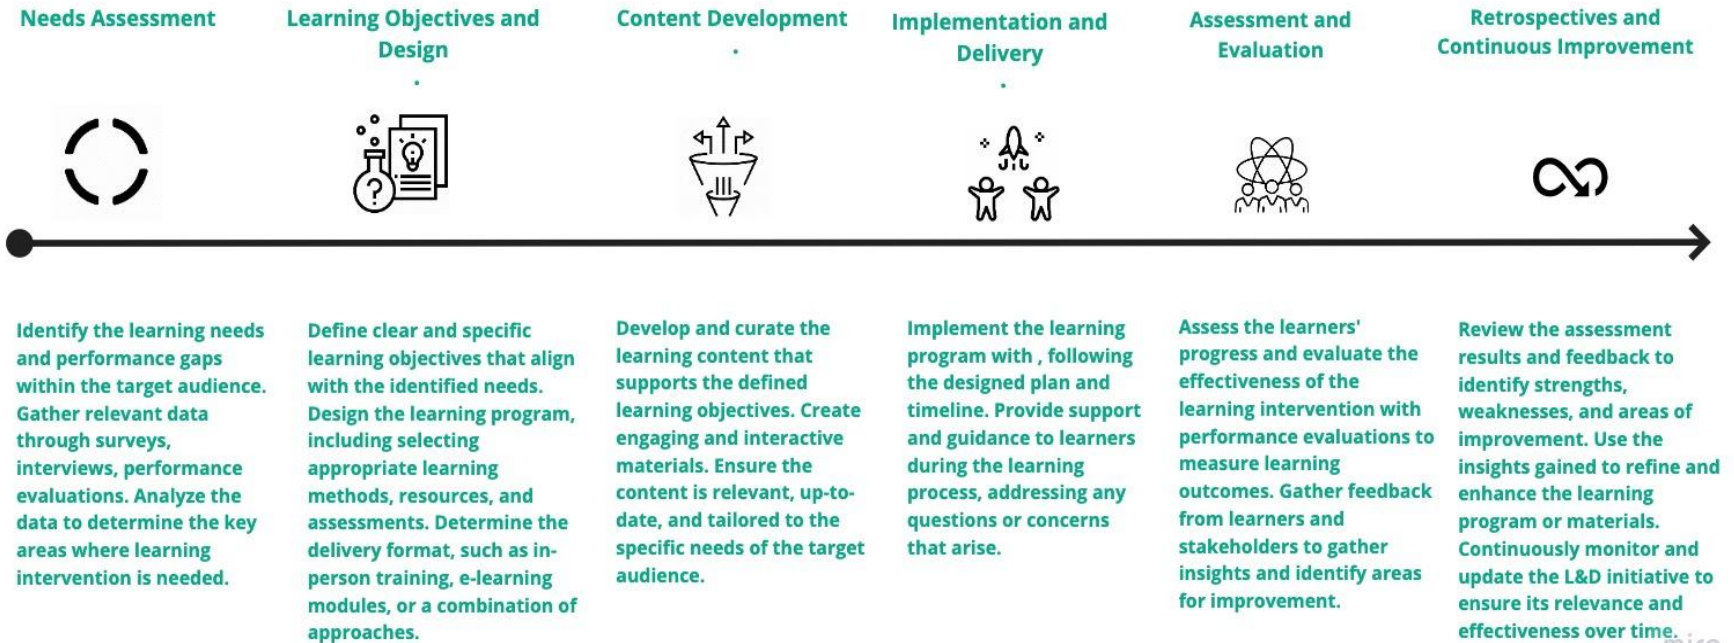 Needs Assessment
Learning Objectives and
Design
.
Content Development
.
Implementation and
Delivery
.
Assessment and
Evaluation
Retrospectives and
Continuous Improvement
?
Identify the learning needs
and performance gaps
within the target audience.
Gather relevant data
through surveys,
interviews, performance
evaluations. Analyze the
data to determine the key
areas where learning
intervention is needed.
Define clear and specific
learning objectives that align
with the identified needs.
Design the learning program,
including selecting
appropriate learning
methods, resources, and
assessments. Determine the
delivery format, such as in-
person training, e-learning
modules, or a combination of
approaches.
Develop and curate the
learning content that
supports the defined
learning objectives. Create
engaging and interactive
materials. Ensure the
content is relevant, up-to-
date, and tailored to the
specific needs of the target
audience.
Implement the learning
program with , following
the designed plan and
timeline. Provide support
and guidance to learners
during the learning
process, addressing any
questions or concerns
that arise.
Assess the learners'
progress and evaluate the
effectiveness of the
learning intervention with
performance evaluations to
measure learning
outcomes. Gather feedback
from learners and
stakeholders to gather
insights and identify areas
for improvement.
Review the assessment
results and feedback to
identify strengths,
weaknesses, and areas of
improvement. Use the
insights gained to refine and
enhance the learning
program or materials.
Continuously monitor and
update the L&D initiative to
ensure its relevance and
effectiveness over time.
miro